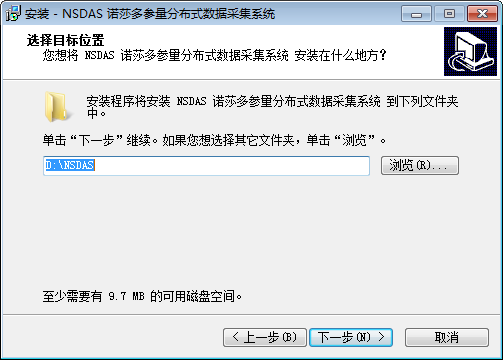 安装 - NSDAS 诺莎多参量分布式数据采集系统
选择目标位置
您想将 NSDAS 诺莎多参量分布式数据采集系统 安装在什么地方？
安装程序将安装 NSDAS 诺莎多参量分布式数据采集系统 到下列文件夹
中。
单击“下一步”继续。如果您想选择其它文件夹，单击“浏览”。
D:\NSDAS
浏览(R)...
至少需要有 9.7 MB 的可用磁盘空间。
< 上一步(B)
下一步(N) >
取消